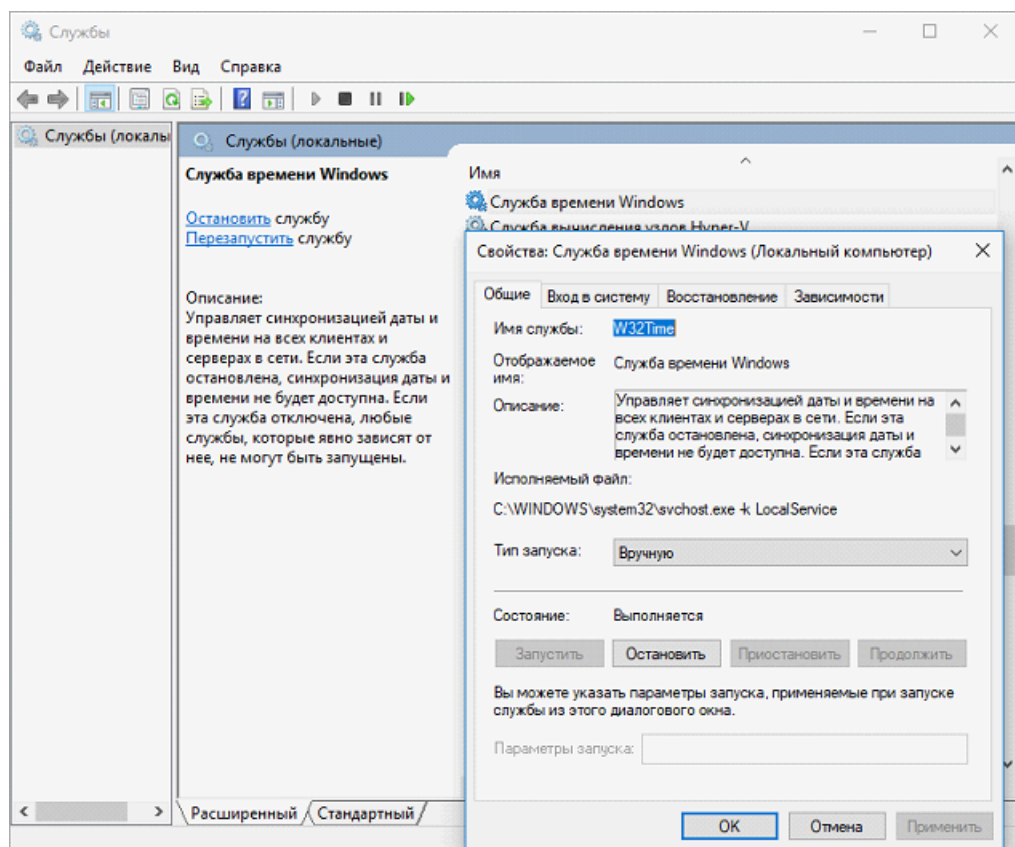 Службы
Файл Действие Вид Справка
Службы (локалы
Службы (локальные)
Служба времени Windows
Остановить службу
Перезапустить службу
Описание:
Управляет синхронизацией даты и
времени на всех клиентах и
серверах в сети. Если эта служба
остановлена, синхронизация даты и
времени не будет доступна. Если
эта служба отключена, любые
службы, которые явно зависят от
нее, не могут быть запущены.
Имя
Служба времени Windows
Служба вычисления узлов Hyper-V
Свойства: Служба времени Windows (Локальный компьютер)
Общие Вход в систему Восстановление Зависимости
Имя службы: W32Time
Отображаемое
имя: Служба времени Windows
Описание: Управляет синхронизацией даты и времени на
всех клиентах и серверах в сети. Если эта
служба остановлена, синхронизация даты и
времени не будет доступна. Если эта служба
Исполняемый файл:
C:\WINDOWS\system32\svchost.exe -k LocalService
Тип запуска: Вручную
Состояние: Выполняется
Запустить Остановить Приостановить Продолжить
Вы можете указать параметры запуска, применяемые при запуске
службы из этого диалогового окна.
Параметры запуска:
OK Отмена Применить
Расширенный Стандартный